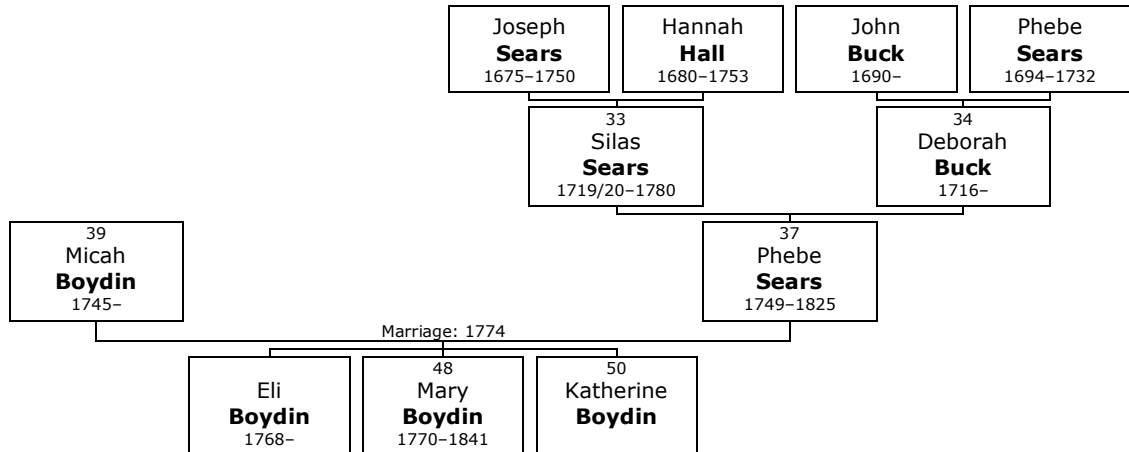 Joseph
Sears
1675–1750
Hannah
Hall
1680–1753
John
Buck
1690–
Phebe
Sears
1694–1732
33
Silas
Sears
1719/20–1780
34
Deborah
Buck
1716–
39
Micah
Boydin
1745–
37
Phebe
Sears
1749–1825
Marriage: 1774
Eli
Boydin
1768–
48
Mary
Boydin
1770–1841
50
Katherine
Boydin